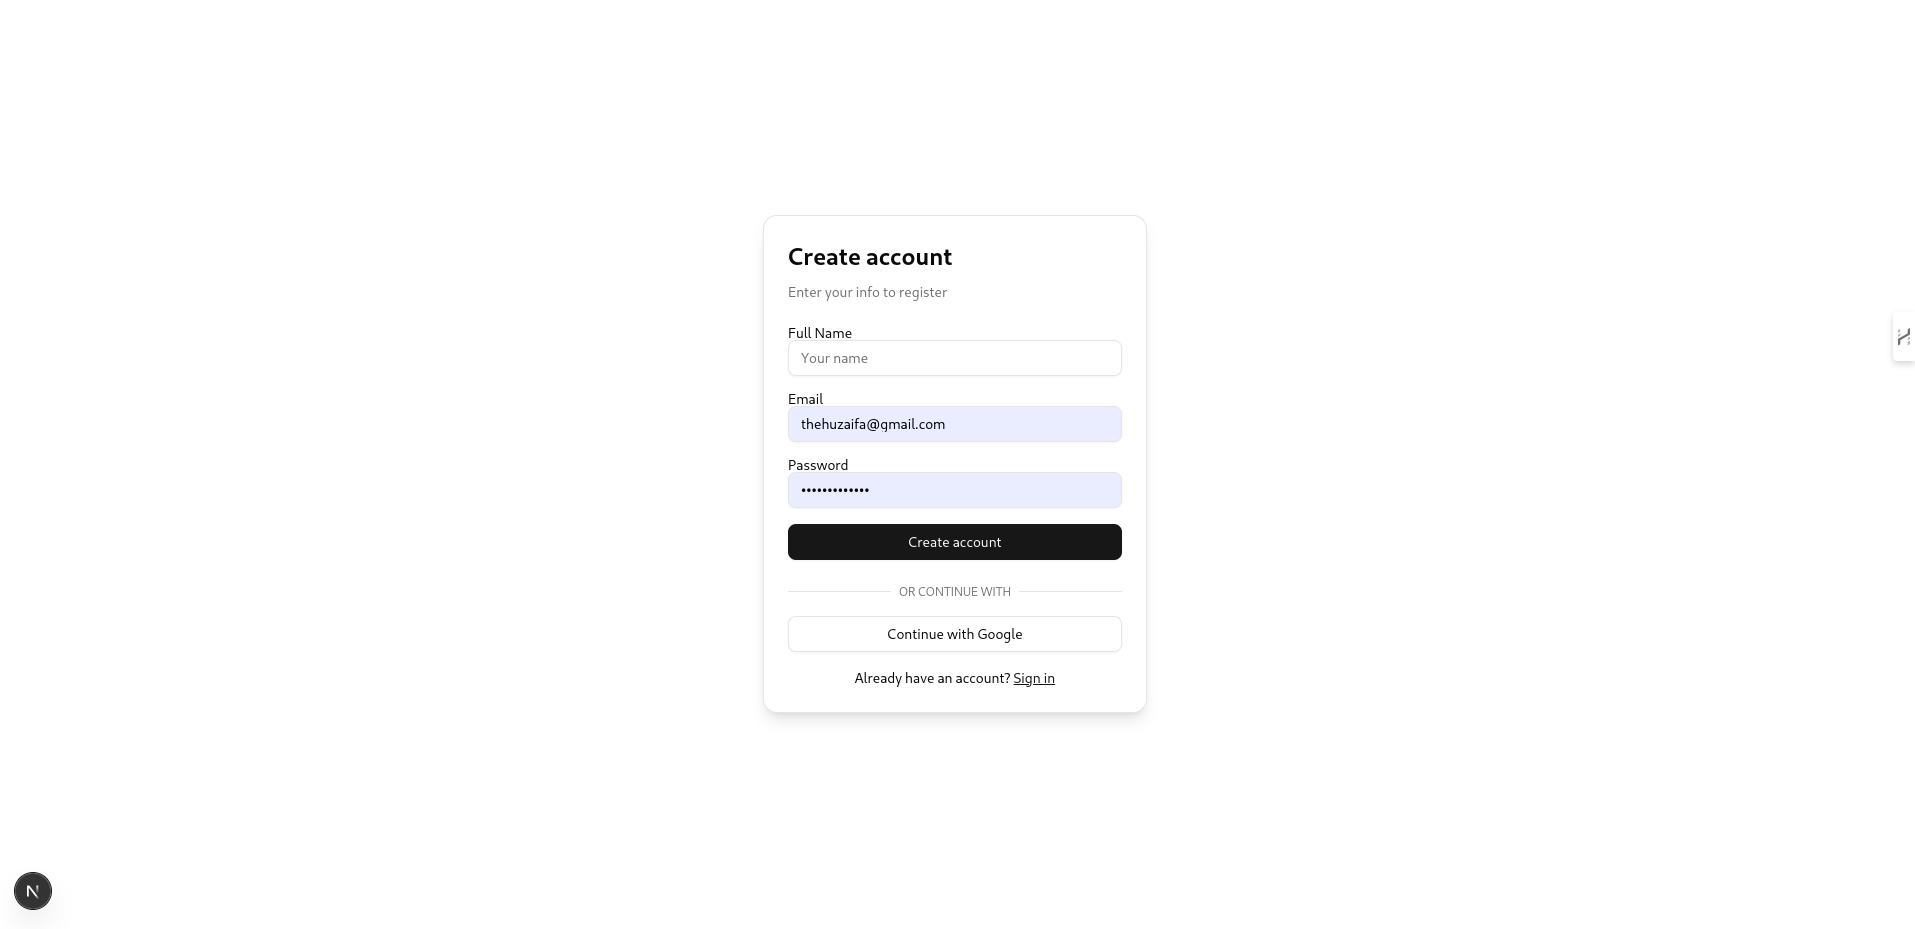 Create account
Enter your info to register
Full Name
Your name
Email
thehuzaifa@gmail.com
Password
•••••••••••••
Create account
OR CONTINUE WITH
Continue with Google
Already have an account? Sign in
N